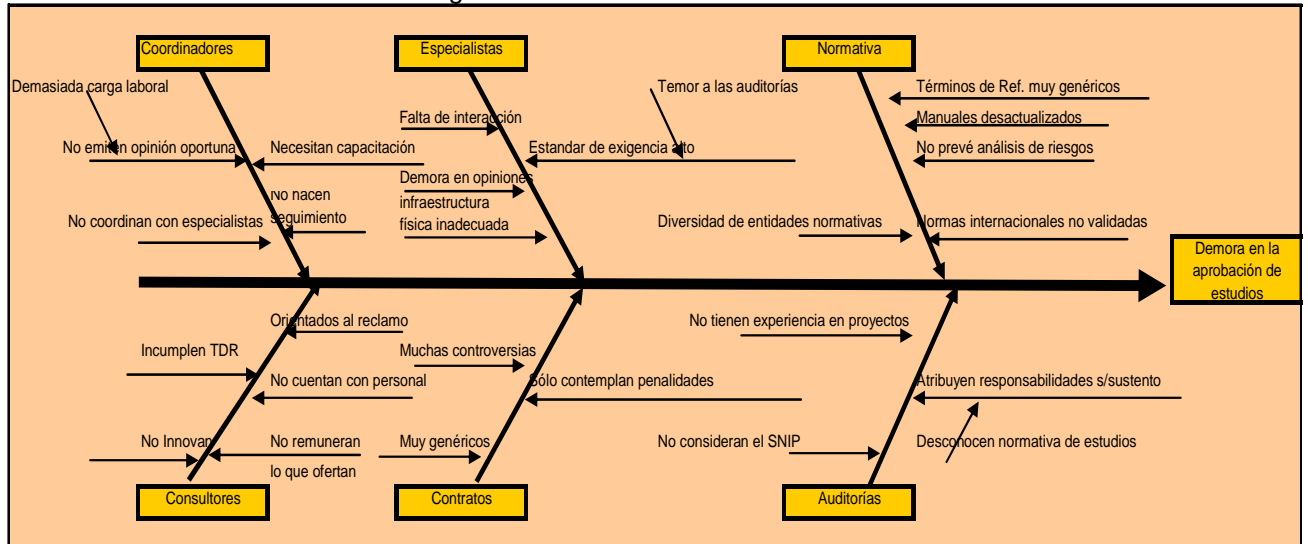 Coordinadores
Especialistas
Normativa
Demasiada carga laboral
Temor a las auditorías
Términos de Ref. muy genéricos
Falta de interacción
Manuales desactualizados
No emiten opinión oportuna
Necesitan capacitación
Estandar de exigencia alto
No prevé análisis de riesgos
Demora en opiniones
No nacen
seguimiento
infraestructura
física inadecuada
No coordinan con especialistas
Diversidad de entidades normativas
Normas internacionales no validadas
Demora en la
aprobación de
estudios
Orientados al reclamo
No tienen experiencia en proyectos
Incumplen TDR
Muchas controversias
No cuentan con personal
Sólo contemplan penalidades
Atribuyen responsabilidades s/sustento
No Innovan
No remuneran
lo que ofertan
Muy genéricos
No consideran el SNIP
Desconocen normativa de estudios
Consultores
Contratos
Auditorías